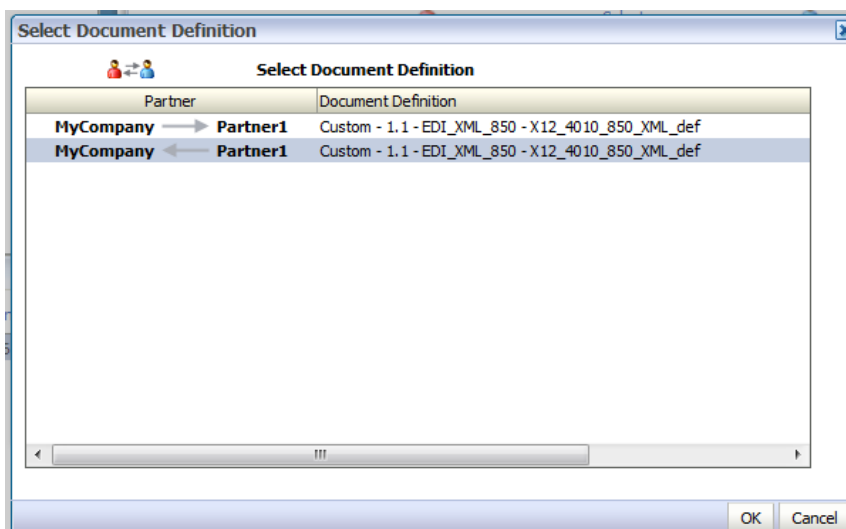 Select Document Definition
Select Document Definition
Partner Document Definition
MyCompany Partner1 Custom - 1.1 - EDI_XML_850 - X12_4010_850_XML_def
MyCompany Partner1 Custom - 1.1 - EDI_XML_850 - X12_4010_850_XML_def
OK Cancel